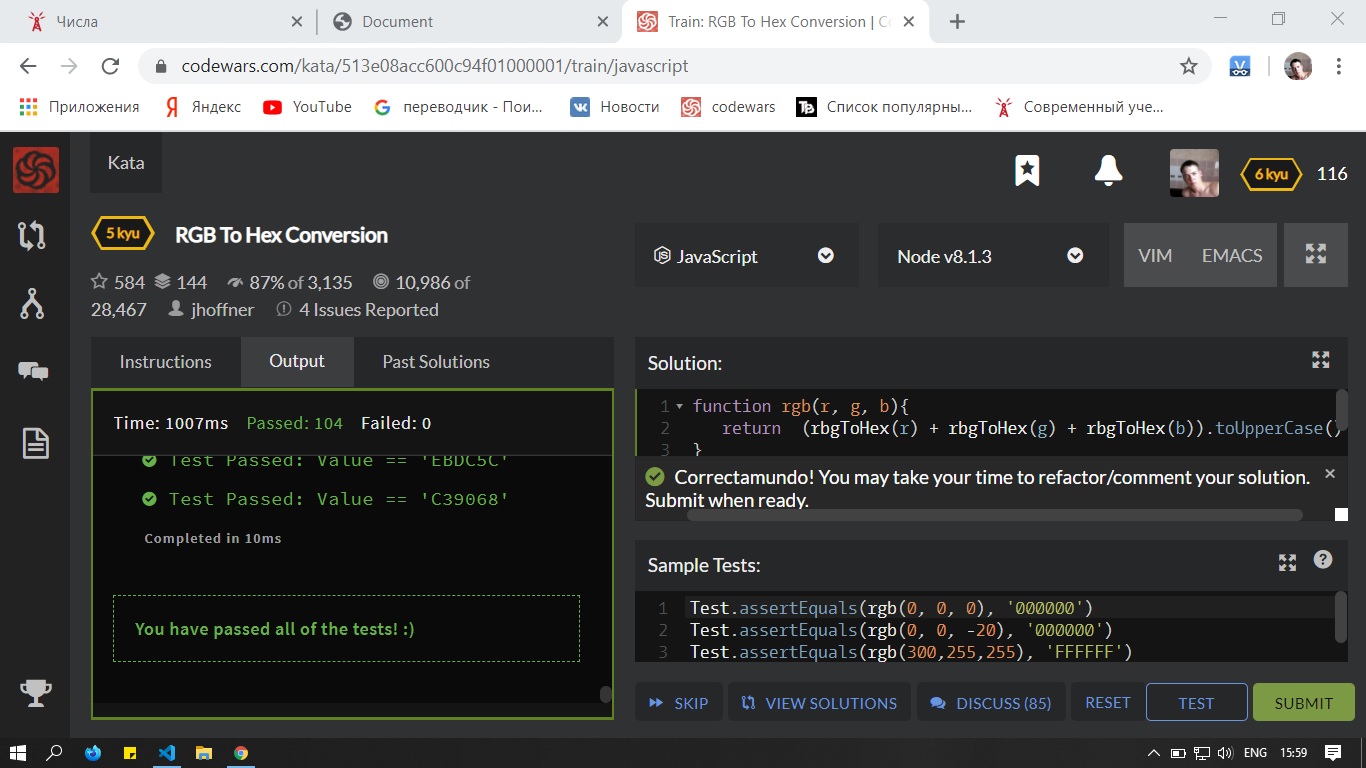 Числа
Document
Train: RGB To Hex Conversion | C
codewars.com/kata/513e08acc600c94f01000001/train/javascript
Приложения Яндекс YouTube переводчик - Пои... Новости codewars Список популярны... Современный уче...
Kata
6 kyu 116
5 kyu RGB To Hex Conversion
JavaScript
Node v8.1.3
VIM EMACS
584 144 87% of 3,135 10,986 of
28,467 jhoffner 4 Issues Reported
Instructions Output Past Solutions
Time: 1007ms Passed: 104 Failed: 0
Test Passed: Value == 'EBDC5C'
Test Passed: Value == 'C39068'
Completed in 10ms
You have passed all of the tests! :)
Solution:
1 function rgb(r, g, b){
2 return (rbgToHex(r) + rbgToHex(g) + rbgToHex(b)).toUpperCase()
3 }
Correctamundo! You may take your time to refactor/comment your solution.
Submit when ready.
Sample Tests:
1 Test.assertEquals(rgb(0, 0, 0), '000000')
2 Test.assertEquals(rgb(0, 0, -20), '000000')
3 Test.assertEquals(rgb(300,255,255), 'FFFFFF')
SKIP VIEW SOLUTIONS DISCUSS (85) RESET TEST SUBMIT
ENG 15:59